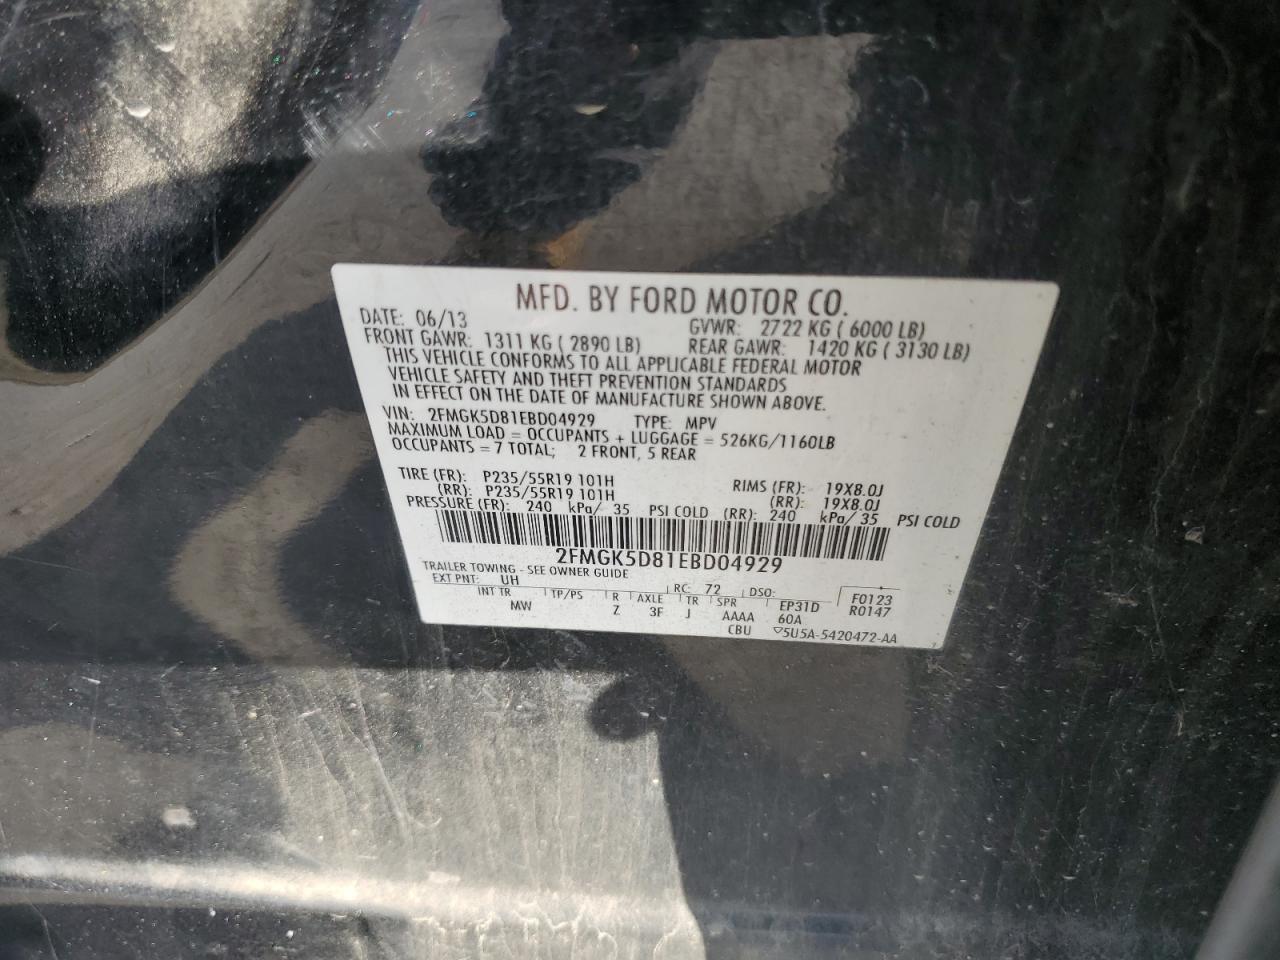 MFD. BY FORD MOTOR CO.
DATE: 06/13 GVWR: 2722 KG ( 6000 LB)
FRONT GAWR: 1311 KG ( 2890 LB) REAR GAWR: 1420 KG ( 3130 LB)
THIS VEHICLE CONFORMS TO ALL APPLICABLE FEDERAL MOTOR
VEHICLE SAFETY AND THEFT PREVENTION STANDARDS
IN EFFECT ON THE DATE OF MANUFACTURE SHOWN ABOVE.
VIN: 2FMGK5D81EBD04929 TYPE: MPV
MAXIMUM LOAD = OCCUPANTS + LUGGAGE = 526KG/1160LB
OCCUPANTS = 7 TOTAL; 2 FRONT, 5 REAR
TIRE (FR): P235/55R19 101H RIMS (FR): 19X8.0J
(RR): P235/55R19 101H (RR): 19X8.0J
PRESSURE (FR): 240 kPa/ 35 PSI COLD (RR): 240 kPa/ 35 PSI COLD
2FMGK5D81EBD04929
TRAILER TOWING - SEE OWNER GUIDE
EXT PNT: UH RC: 72 DSO: F0123
INT TR TP/PS R AXLE TR SPR EP31D R0147
MW Z 3F J AAAA 60A
CBU 5U5A-5420472-AA